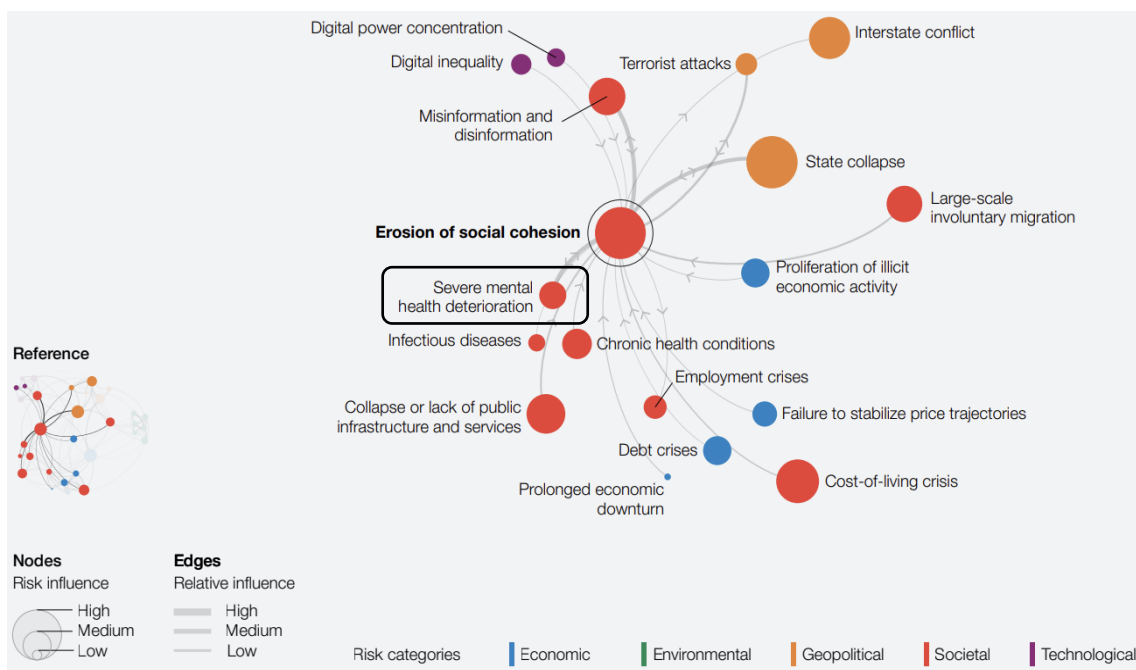 Digital power concentration
Interstate conflict
Digital inequality
Terrorist attacks
Misinformation and
disinformation
State collapse
Large-scale
involuntary migration
Erosion of social cohesion
Proliferation of illicit
economic activity
Severe mental
health deterioration
Infectious diseases
Chronic health conditions
Reference
Employment crises
Collapse or lack of public
infrastructure and services
Failure to stabilize price trajectories
Debt crises
Cost-of-living crisis
Prolonged economic
downturn
Nodes
Risk influence
High
Medium
Low
Edges
Relative influence
High
Medium
Low
Risk categories
Economic
Environmental
Geopolitical
Societal
Technological